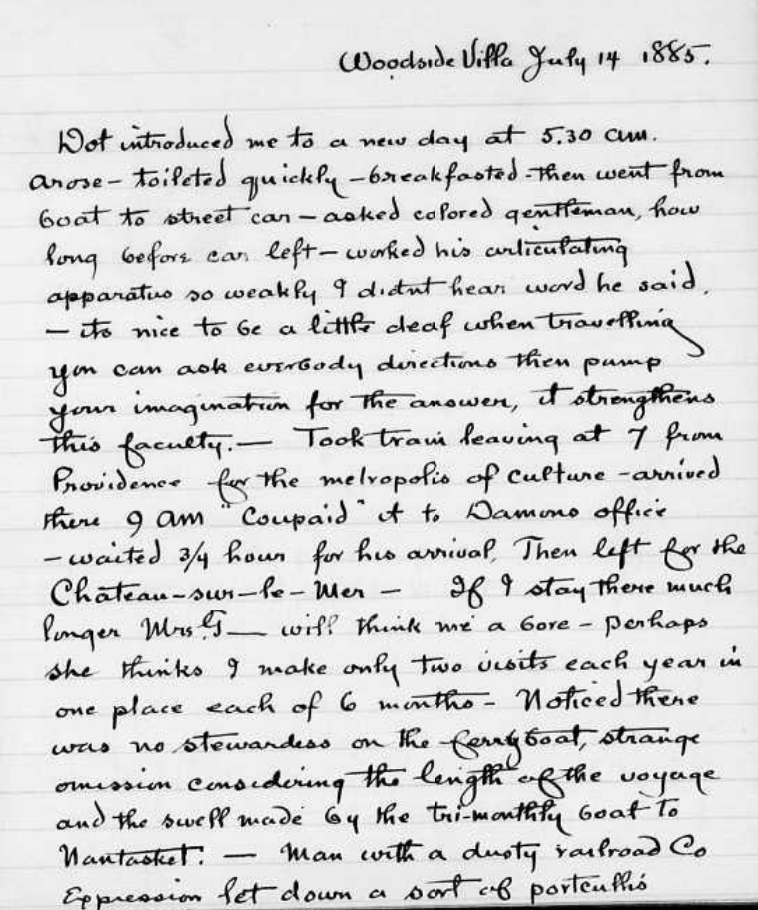 Woodside Villa July 14 1885.
Dot introduced me to a new day at 5.30 am.
arose – toileted quickly – breakfasted – then went from
boat to street car – asked colored gentleman, how
long before car left – worked his articulating
apparatus so weakly I didnt hear word he said.
– its nice to be a little deaf when travelling
you can ask everbody directions then pump
your imagination for the answer, it strengthens
this faculty. — Took train leaving at 7 from
Providence for the metropolis of culture – arrived
there 9 am "Coupaid" it to Damons office
– waited 3/4 hour for his arrival, Then left for the
Chateau-sur-le-Mer – If I stay there much
longer Mrs G— will think me a bore – perhaps
she thinks I make only two visits each year in
one place each of 6 months – Noticed there
was no stewardess on the ferryboat, strange
omission considering the length of the voyage
and the swell made by the tri-monthly boat to
Nantasket. — Man with a dusty railroad Co
Expression let down a sort of portcullis